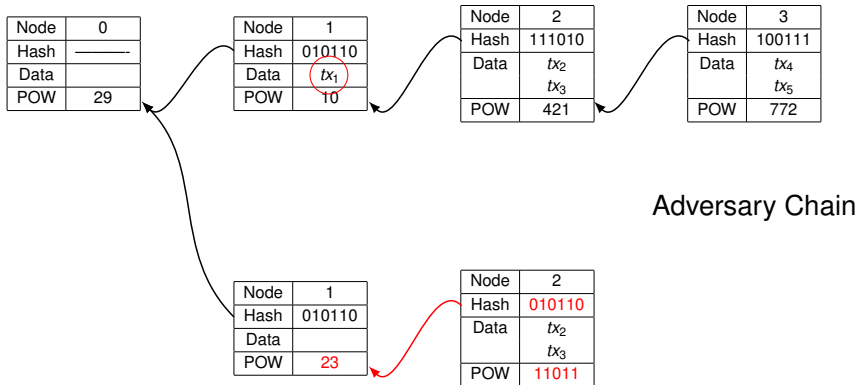 Node 0
Hash ————-
Data
POW 29
Node 1
Hash 010110
Data tx1
POW 10
Node 2
Hash 111010
Data tx2
tx3
POW 421
Node 3
Hash 100111
Data tx4
tx5
POW 772
Adversary Chain
Node 1
Hash 010110
Data
POW 23
Node 2
Hash 010110
Data tx2
tx3
POW 11011